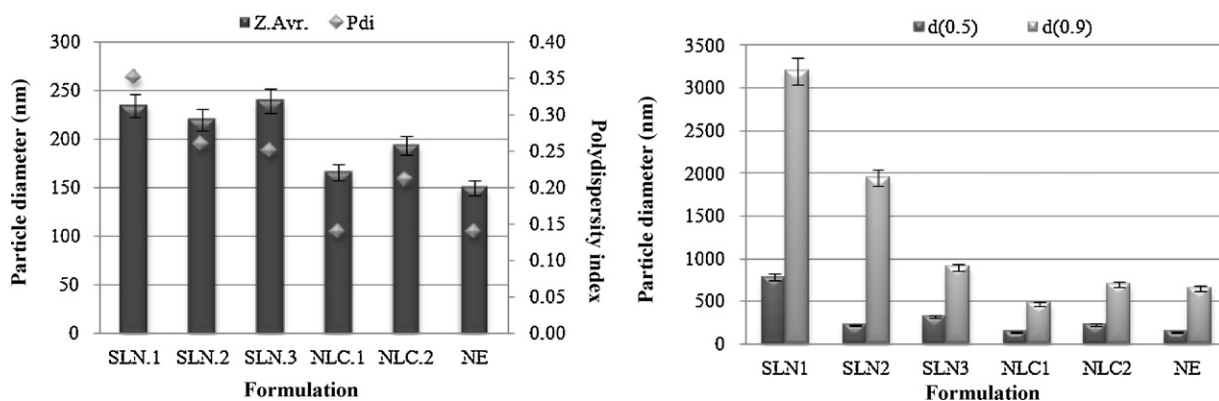 Z.Avr. Pdi
Particle diameter (nm)
300
250
200
150
100
50
0
0.40
0.35
0.30
0.25
0.20
0.15
0.10
0.05
0.00
Polydispersity index
SLN.1 SLN.2 SLN.3 NLC.1 NLC.2 NE
Formulation
d(0.5) d(0.9)
Particle diameter (nm)
3500
3000
2500
2000
1500
1000
500
0
SLN1 SLN2 SLN3 NLC1 NLC2 NE
Formulation